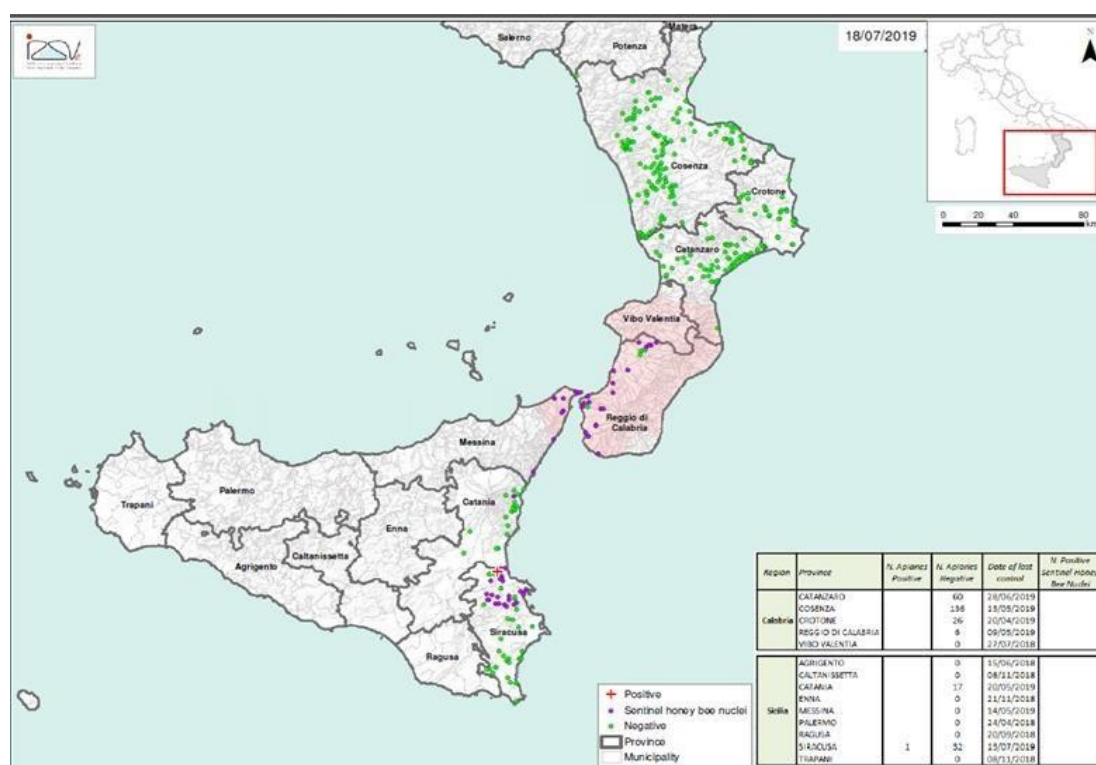 Salerno
Potenza
Matera
18/07/2019
N
Cosenza
Crotone
0 20 40 80
km
Catanzaro
Vibo Valentia
Reggio di
Calabria
Messina
Trapani
Palermo
Catania
Enna
Caltanissetta
Agrigento
Siracusa
Ragusa
Positive
Sentinel honey bee nuclei
Negative
Province
Municipality
Region Province N. Apiaries Positive N. Apiaries Negative Date of last control N. Positive Sentinel Honey Bee Nuclei
Calabria
CATANZARO 60 28/06/2019
COSENZA 136
CROTONE 26 20/04/2019
REGGIO DI CALABRIA 6 09/05/2019
VIBO VALENTIA 0 27/07/2018
Sicilia
AGRIGENTO 0 15/06/2018
CALTANISSETTA 0 08/11/2018
CATANIA 17 20/05/2019
ENNA 0 21/11/2018
MESSINA 0 14/05/2019
PALERMO 0 24/04/2018
RAGUSA 0 20/09/2018
SIRACUSA 1 32 15/07/2019
TRAPANI 0 08/11/2018